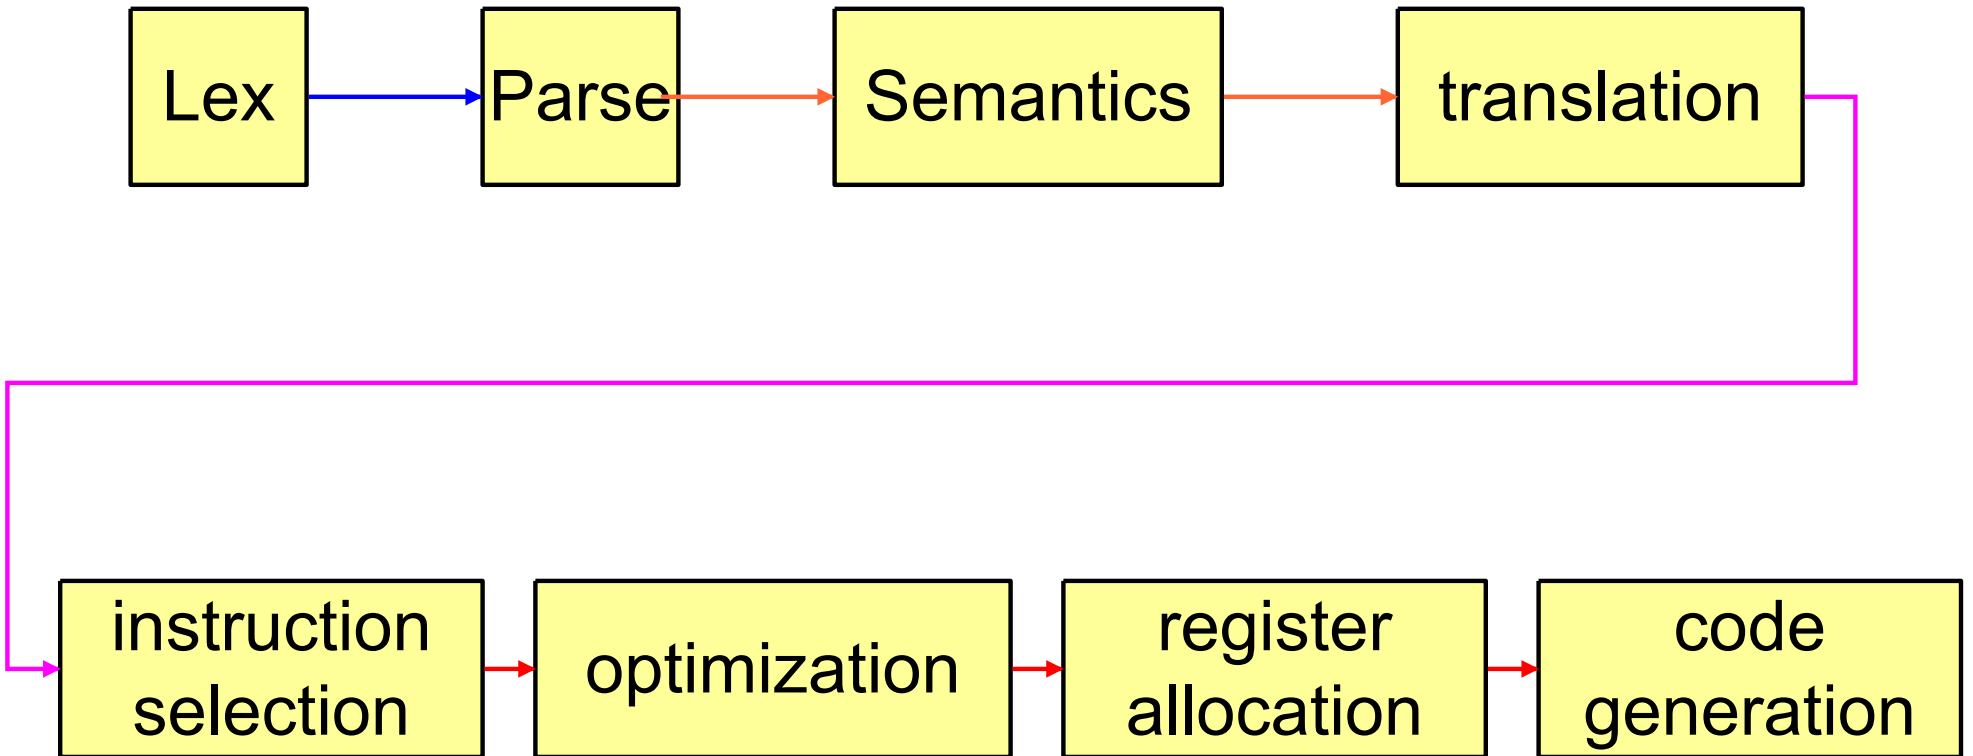 Lex
Parse
Semantics
translation
instruction
selection
optimization
register
allocation
code
generation